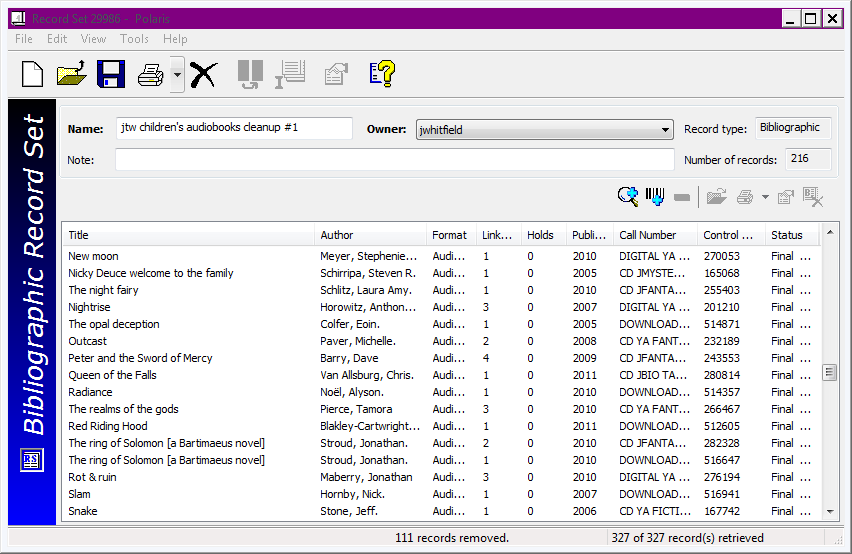 Record Set 29986 - Polaris
File Edit View Tools Help
Bibliographic Record Set
RS
Name: jtw children's audiobooks cleanup #1 Owner: jwhitfield Record type: Bibliographic
Note: Number of records: 216
Title Author Format Link... Holds Publi... Call Number Control ... Status
New moon Meyer, Stephenie... Audi... 1 0 2010 DIGITAL YA ... 270053 Final ...
Nicky Deuce welcome to the family Schirripa, Steven R. Audi... 1 0 2005 CD JMYSTE... 165068 Final ...
The night fairy Schlitz, Laura Amy. Audi... 1 0 2010 CD JFANTA... 255403 Final ...
Nightrise Horowitz, Anthon... Audi... 3 0 2007 DIGITAL YA ... 201210 Final ...
The opal deception Colfer, Eoin. Audi... 1 0 2005 DOWNLOAD... 514871 Final ...
Outcast Paver, Michelle. Audi... 2 0 2008 CD YA FANT... 232189 Final ...
Peter and the Sword of Mercy Barry, Dave Audi... 4 0 2009 CD JFANTA... 243553 Final ...
Queen of the Falls Van Allsburg, Chris. Audi... 1 0 2011 CD JBIO TA... 280814 Final ...
Radiance Noël, Alyson. Audi... 1 0 2010 DOWNLOAD... 514357 Final ...
The realms of the gods Pierce, Tamora Audi... 3 0 2010 CD YA FANT... 266467 Final ...
Red Riding Hood Blakley-Cartwright... Audi... 1 0 2011 DOWNLOAD... 512605 Final ...
The ring of Solomon [a Bartimaeus novel] Stroud, Jonathan. Audi... 2 0 2010 CD JFANTA... 282328 Final ...
The ring of Solomon [a Bartimaeus novel] Stroud, Jonathan. Audi... 1 0 2010 DOWNLOAD... 516647 Final ...
Rot & ruin Maberry, Jonathan Audi... 3 0 2010 DIGITAL YA ... 276194 Final ...
Slam Hornby, Nick. Audi... 1 0 2007 DOWNLOAD... 516941 Final ...
Snake Stone, Jeff. Audi... 1 0 2006 CD YA FICTI... 167742 Final ...
111 records removed. 327 of 327 record(s) retrieved